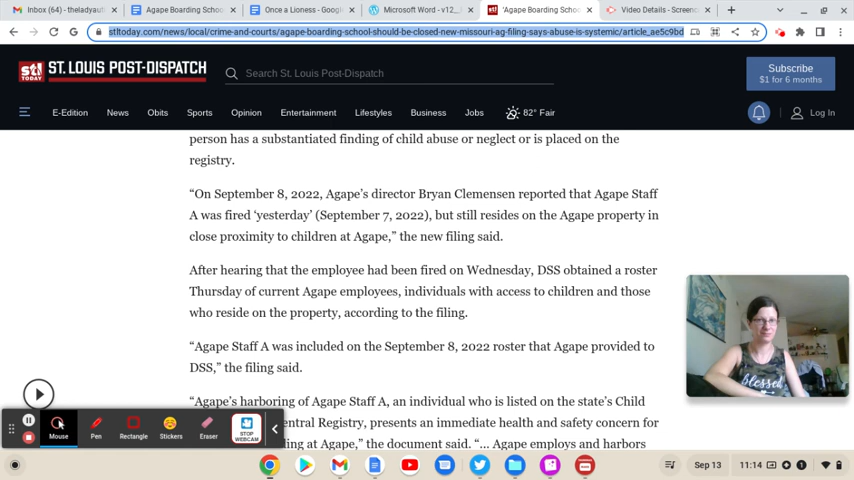 Inbox (64) - theladyaut
Agape Boarding Schoo
Once a Lioness - Google
Microsoft Word - v12_
'Agape Boarding Schoo
Video Details - Screenc
stltoday.com/news/local/crime-and-courts/agape-boarding-school-should-be-closed-new-missouri-ag-filing-says-abuse-is-systemic/article_ae5c9bd
stl TODAY ST. LOUIS POST-DISPATCH
Search St. Louis Post-Dispatch
Subscribe
$1 for 6 months
E-Edition News Obits Sports Opinion Entertainment Lifestyles Business Jobs 82° Fair Log In
person has a substantiated finding of child abuse or neglect or is placed on the
registry.
“On September 8, 2022, Agape’s director Bryan Clemensen reported that Agape Staff
A was fired ‘yesterday’ (September 7, 2022), but still resides on the Agape property in
close proximity to children at Agape,” the new filing said.
After hearing that the employee had been fired on Wednesday, DSS obtained a roster
Thursday of current Agape employees, individuals with access to children and those
who reside on the property, according to the filing.
“Agape Staff A was included on the September 8, 2022 roster that Agape provided to
DSS,” the filing said.
“Agape’s harboring of Agape Staff A, an individual who is listed on the state’s Child
entral Registry, presents an immediate health and safety concern for
ing at Agape,” the document said. “... Agape employs and harbors
blessed
Mouse Pen Rectangle Stickers Eraser STOP WEBCAM
Sep 13 11:14